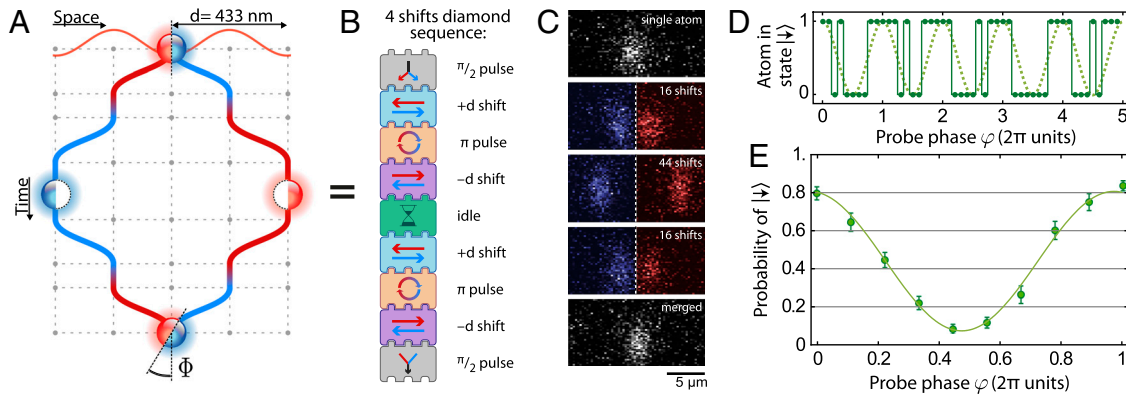 A
Space
d= 433 nm
Time
Φ
=
B
4 shifts diamond
sequence:
π/2 pulse
+d shift
π pulse
−d shift
idle
+d shift
π pulse
−d shift
π/2 pulse
C
single atom
16 shifts
44 shifts
16 shifts
merged
5 µm
D
Atom in
state |↓⟩
1
0
0 1 2 3 4 5
Probe phase φ (2π units)
E
Probability of |↓⟩
1.
0.8
0.6
0.4
0.2
0
0 0.2 0.4 0.6 0.8 1
Probe phase φ (2π units)